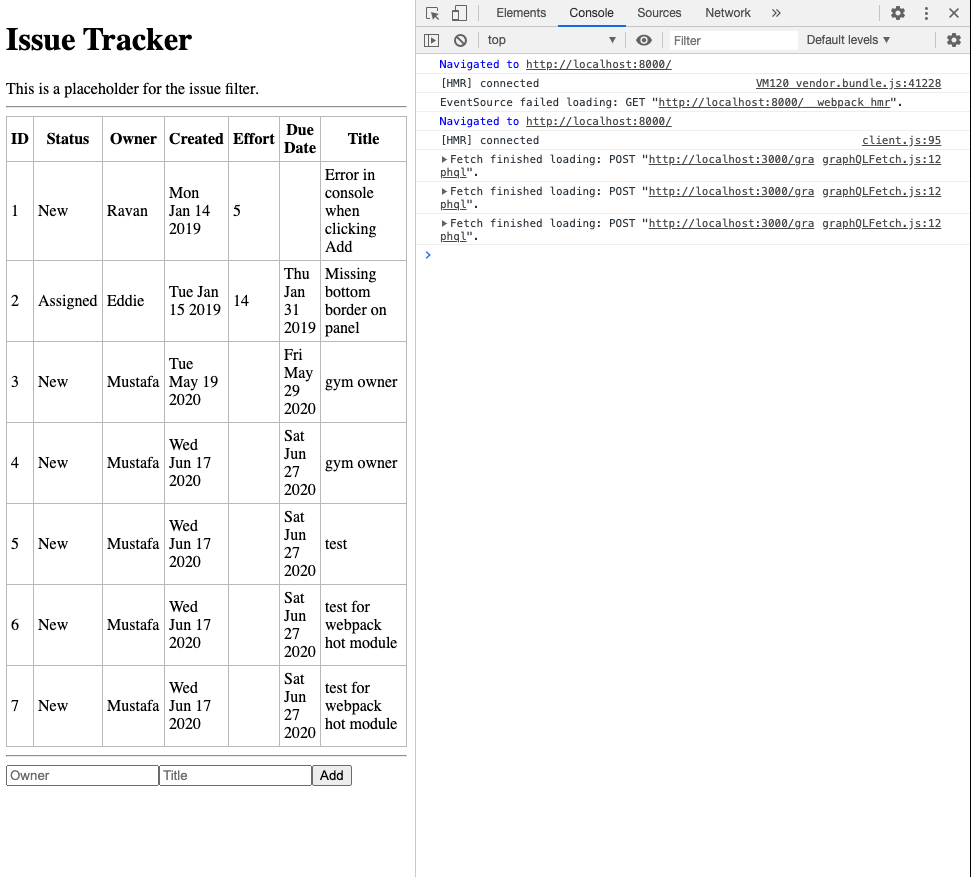 Issue Tracker
This is a placeholder for the issue filter.
ID Status Owner Created Effort Due Date Title
1 New Ravan Mon Jan 14 2019 5 Error in console when clicking Add
2 Assigned Eddie Tue Jan 15 2019 14 Thu Jan 31 2019 Missing bottom border on panel
3 New Mustafa Tue May 19 2020 Fri May 29 2020 gym owner
4 New Mustafa Wed Jun 17 2020 Sat Jun 27 2020 gym owner
5 New Mustafa Wed Jun 17 2020 Sat Jun 27 2020 test
6 New Mustafa Wed Jun 17 2020 Sat Jun 27 2020 test for webpack hot module
7 New Mustafa Wed Jun 17 2020 Sat Jun 27 2020 test for webpack hot module
Owner Title Add
Elements Console Sources Network »
top Filter Default levels
Navigated to http://localhost:8000/
[HMR] connected VM120 vendor.bundle.js:41228
EventSource failed loading: GET "http://localhost:8000/__webpack_hmr".
Navigated to http://localhost:8000/
[HMR] connected client.js:95
Fetch finished loading: POST "http://localhost:3000/gra graphQLFetch.js:12
phql".
Fetch finished loading: POST "http://localhost:3000/gra graphQLFetch.js:12
phql".
Fetch finished loading: POST "http://localhost:3000/gra graphQLFetch.js:12
phql".